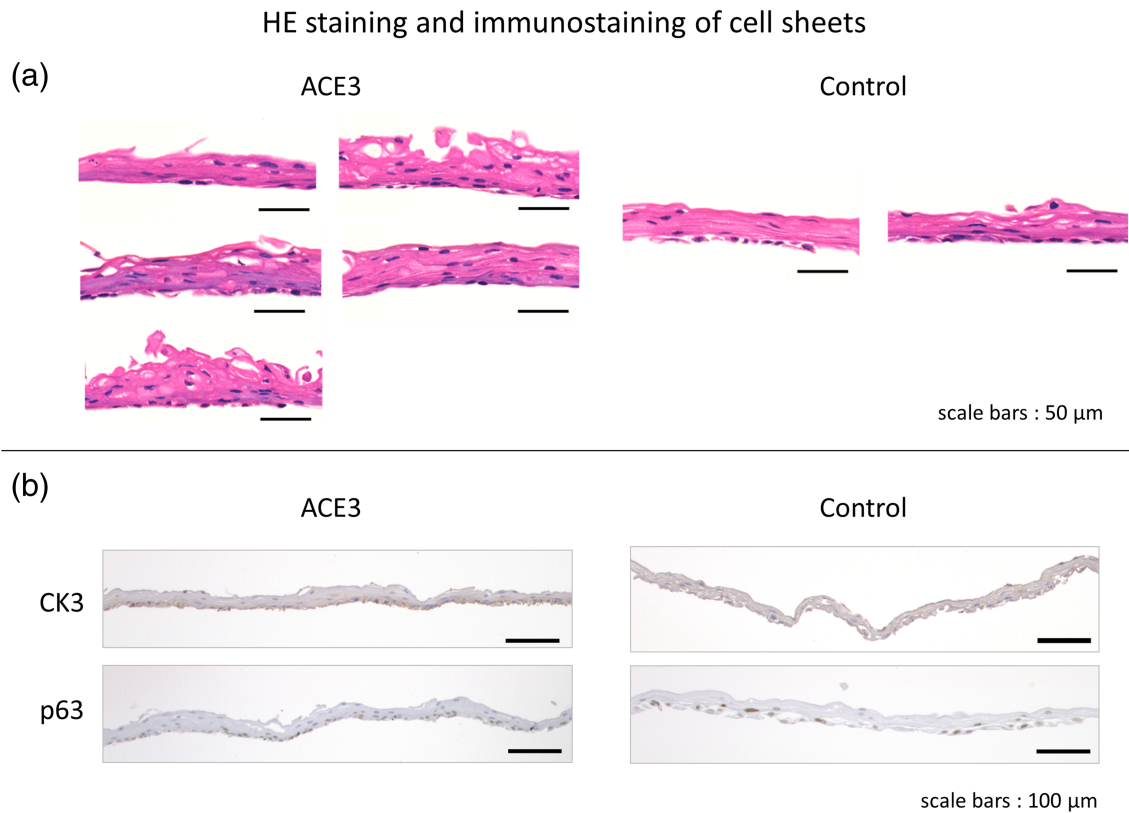 HE staining and immunostaining of cell sheets
(a)
ACE3
Control
scale bars : 50 μm
(b)
ACE3
Control
CK3
p63
scale bars : 100 μm